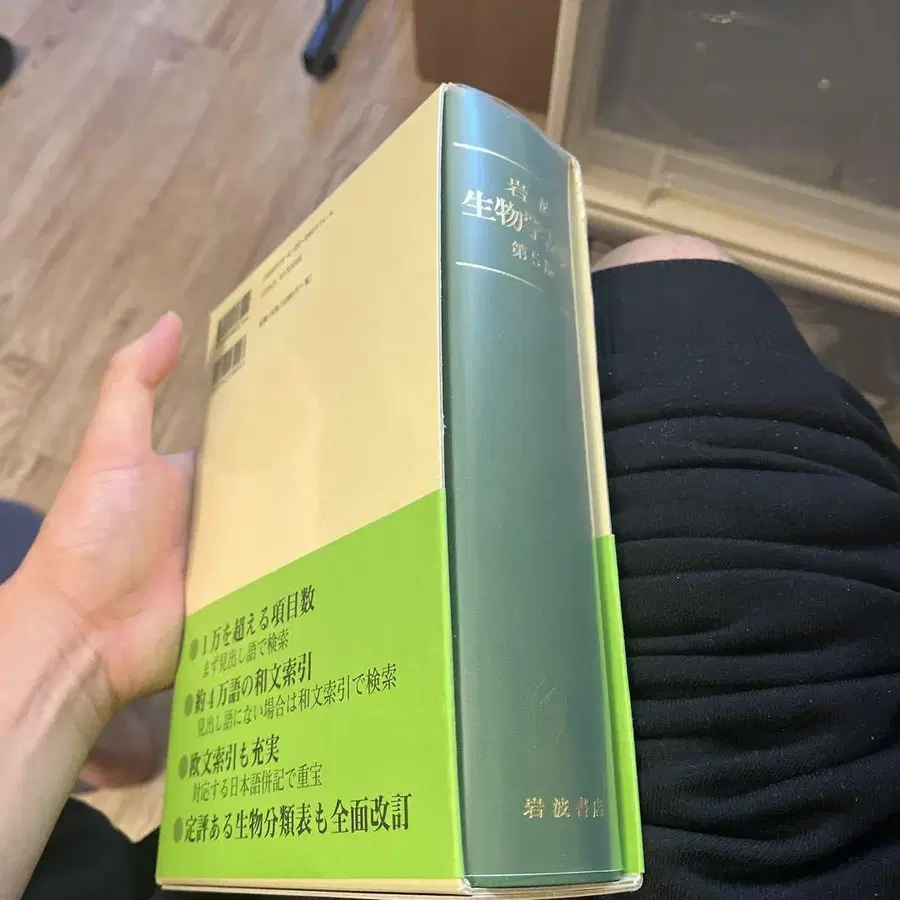 岩波
生物学辞典
第5版
岩波書店
●1万を超える項目数
まず見出し語で検索
●約4万語の和文索引
見出し語にない場合は和文索引で検索
●欧文索引も充実
対応する日本語併記で重宝
●定評ある生物分類表も全面改訂